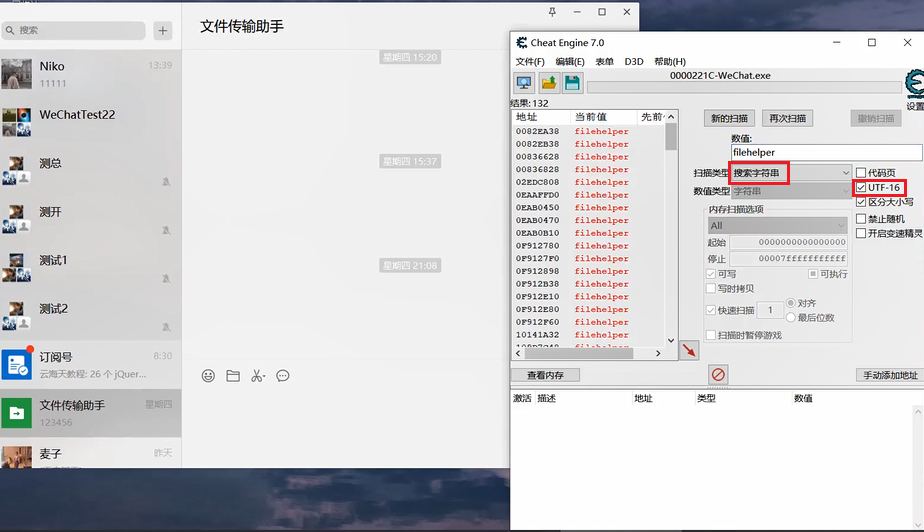 搜索
Niko
13:39
11111
WeChatTest22
测总
测开
测试1
测试2
订阅号
8:30
云海天教程: 26 个 jQuer...
文件传输助手
星期四
123456
麦子
昨天
文件传输助手
星期四 15:20
星期四 15:37
星期四 21:06
Cheat Engine 7.0
文件(F) 编辑(E) 表单 D3D 帮助(H)
0000221C-WeChat.exe
设置
结果: 132
地址 当前值 先前值
0082EA38 filehelper
0082EB38 filehelper
00836628 filehelper
00836828 filehelper
02EDC808 filehelper
0EAAFFD0 filehelper
0EAB0450 filehelper
0EAB0470 filehelper
0EAB0B10 filehelper
0F912780 filehelper
0F9127F0 filehelper
0F912898 filehelper
0F912B98 filehelper
0F912E10 filehelper
0F912E80 filehelper
0F912F60 filehelper
10141A32 filehelper
新的扫描 再次扫描 撤销扫描
数值:
filehelper
扫描类型 搜索字符串
数值类型 字符串
代码页
UTF-16
区分大小写
禁止随机
开启变速精灵
内存扫描选项
All
起始 0000000000000000
停止 00007fffffffffff
可写 可执行
写时拷贝
快速扫描 1 对齐
最后位数
扫描时暂停游戏
查看内存
手动添加地址
激活 描述 地址 类型 数值